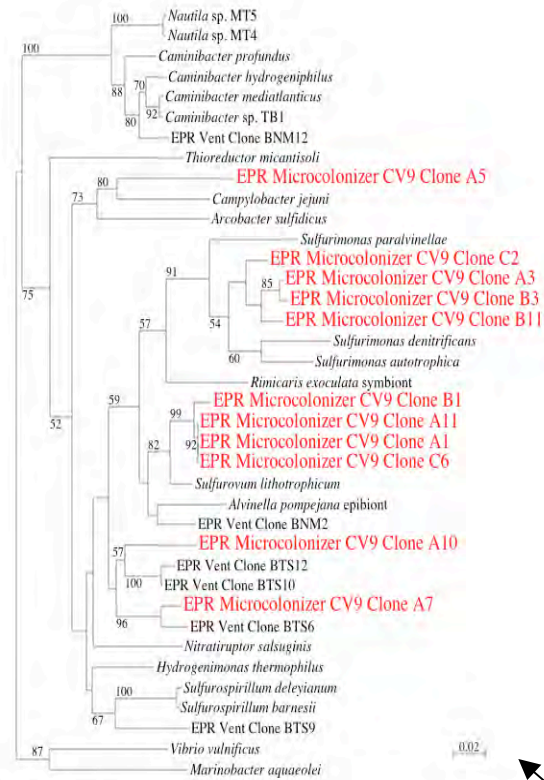 100
Nautila sp. MT5
Nautila sp. MT4
100
Caminibacter profundus
70
Caminibacter hydrogeniphilus
88
Caminibacter mediatlanticus
92
Caminibacter sp. TB1
80
EPR Vent Clone BNM12
Thioreductor micantisoli
80
EPR Microcolonizer CV9 Clone A5
73
Campylobacter jejuni
Arcobacter sulfidicus
Sulfurimonas paralvinellae
EPR Microcolonizer CV9 Clone C2
91
85
EPR Microcolonizer CV9 Clone A3
75
EPR Microcolonizer CV9 Clone B3
54
EPR Microcolonizer CV9 Clone B11
57
Sulfurimonas denitrificans
60
Sulfurimonas autotrophica
Rimicaris exoculata symbiont
59
EPR Microcolonizer CV9 Clone B1
52
99
EPR Microcolonizer CV9 Clone A11
92
EPR Microcolonizer CV9 Clone A1
82
EPR Microcolonizer CV9 Clone C6
Sulfurovum lithotrophicum
Alvinella pompejana epibiont
EPR Vent Clone BNM2
57
EPR Microcolonizer CV9 Clone A10
EPR Vent Clone BTS12
100
EPR Vent Clone BTS10
EPR Microcolonizer CV9 Clone A7
96
EPR Vent Clone BTS6
Nitratiruptor salsuginis
Hydrogenimonas thermophilus
100
Sulfurospirillum deleyianum
Sulfurospirillum barnesii
67
EPR Vent Clone BTS9
87
Vibrio vulnificus
0.02
Marinobacter aquaeolei